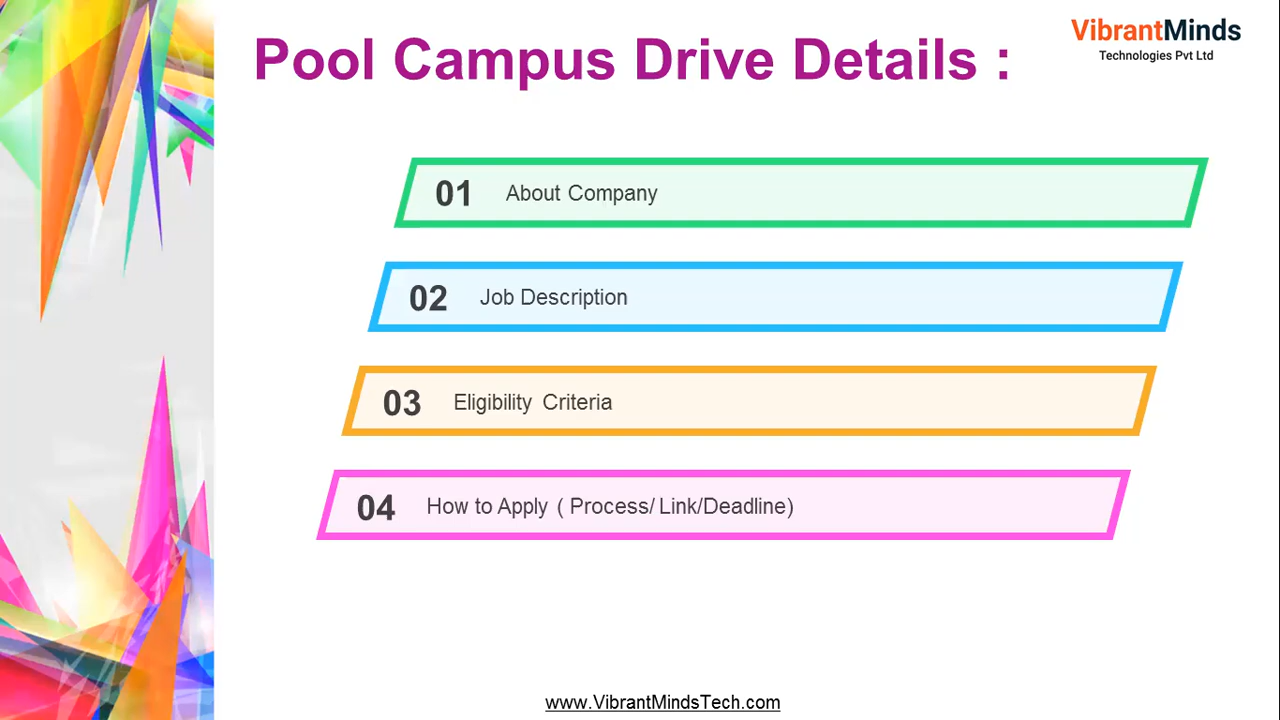 Pool Campus Drive Details :
VibrantMinds
Technologies Pvt Ltd
01 About Company
02 Job Description
03 Eligibility Criteria
04 How to Apply ( Process/ Link/Deadline)
www.VibrantMindsTech.com